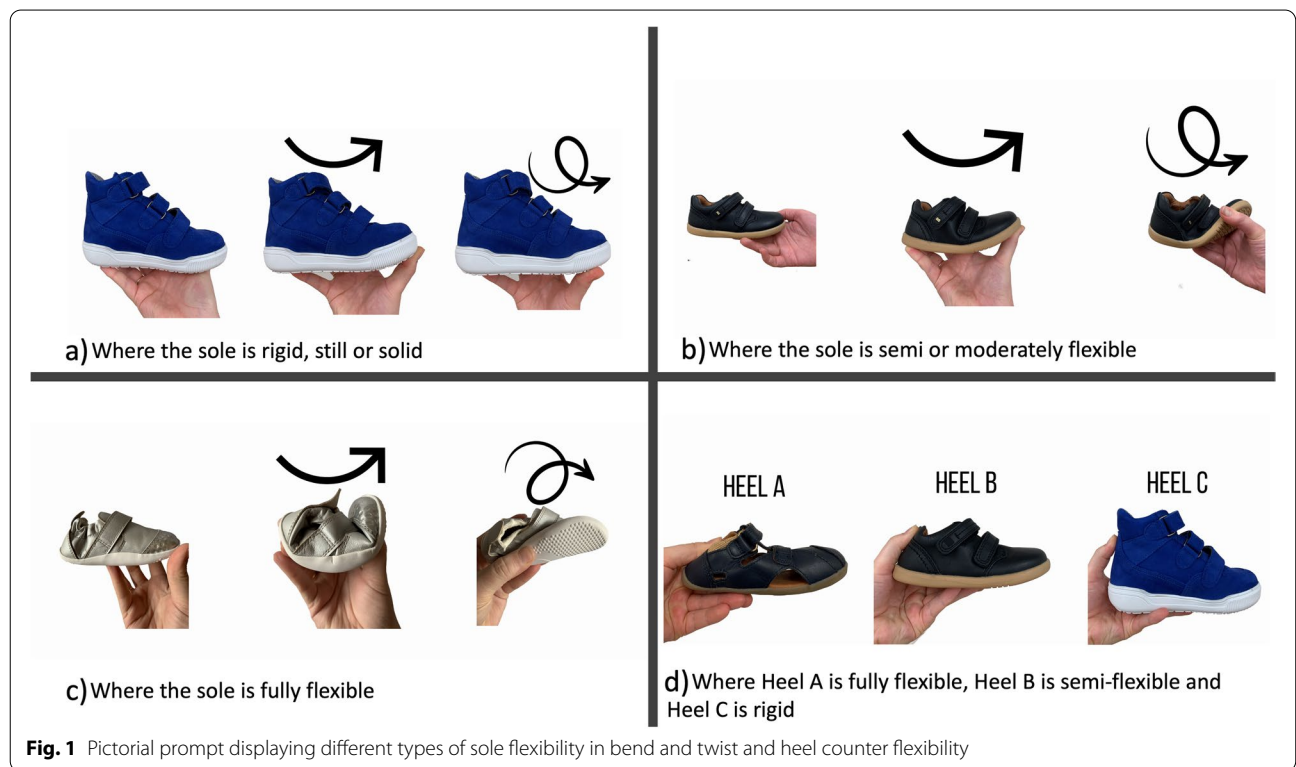 a) Where the sole is rigid, still or solid
b) Where the sole is semi or moderately flexible
c) Where the sole is fully flexible
HEEL A
HEEL B
HEEL C
d) Where Heel A is fully flexible, Heel B is semi-flexible and
Heel C is rigid
Fig. 1 Pictorial prompt displaying different types of sole flexibility in bend and twist and heel counter flexibility